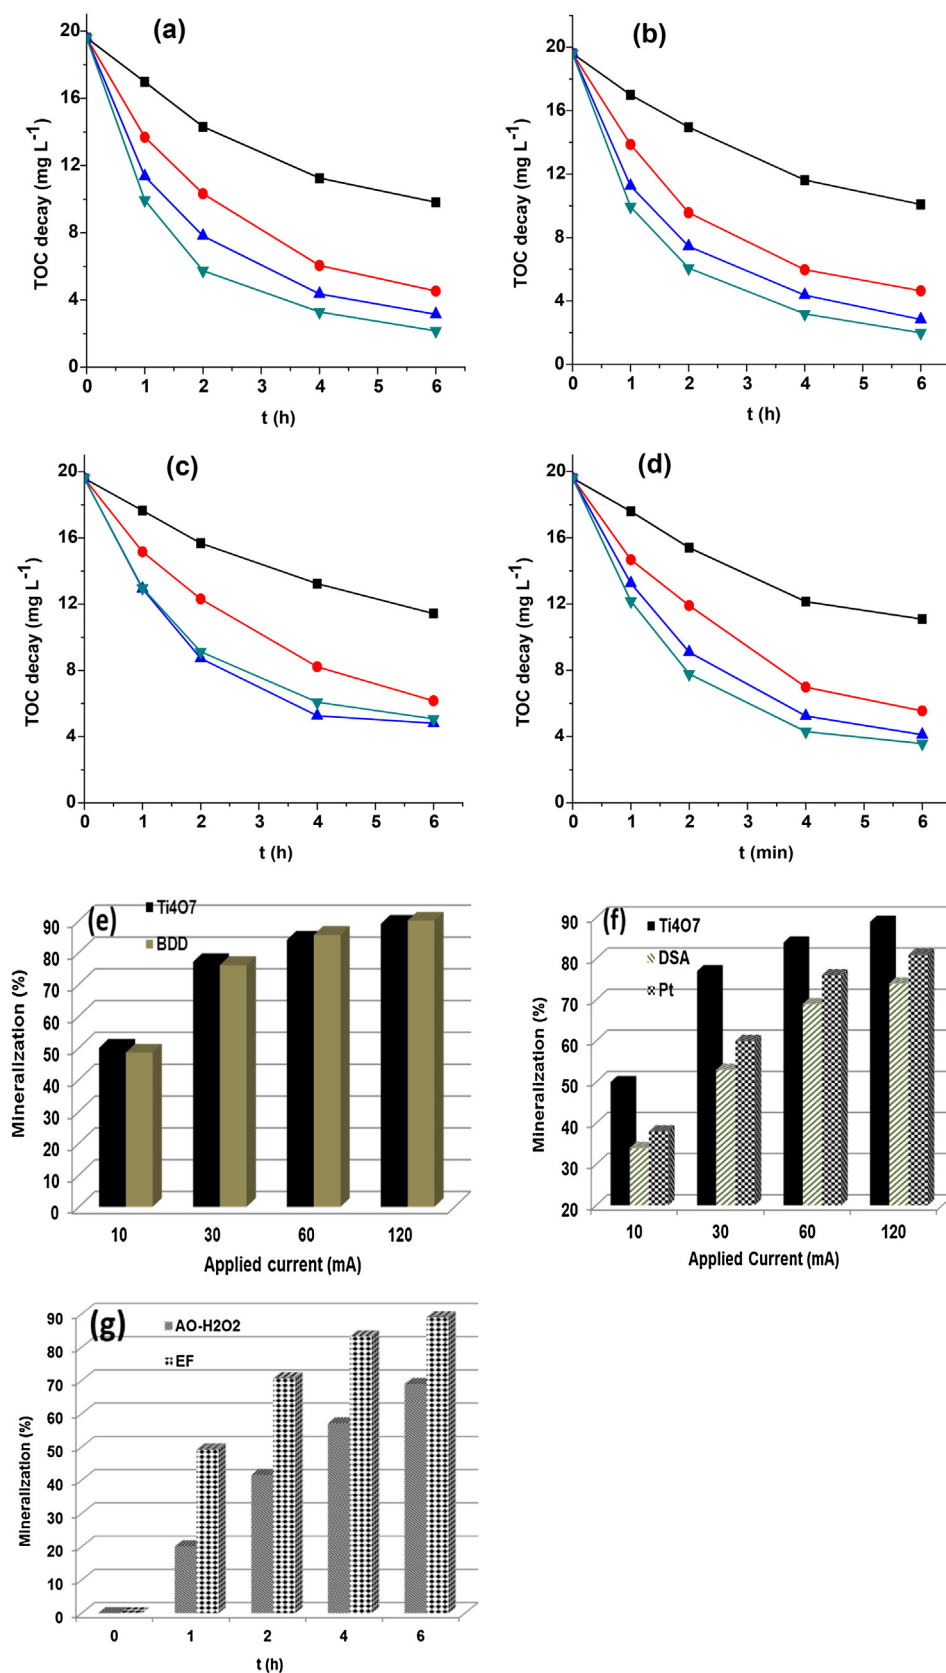 (a)
20
16
12
8
4
0
TOC decay (mg L-1)
0 1 2 3 4 5 6
t (h)
(b)
20
16
12
8
4
0
TOC decay (mg L-1)
0 1 2 3 4 5 6
t (h)
(c)
20
16
12
8
4
0
TOC decay (mg L-1)
0 1 2 3 4 5 6
t (h)
(d)
20
16
12
8
4
0
TOC decay (mg L-1)
0 1 2 3 4 5 6
t (min)
(e)
Ti4O7
BDD
90
80
70
60
50
40
30
20
10
0
Mineralization (%)
10 30 60 120
Applied current (mA)
(f)
Ti4O7
DSA
Pt
90
80
70
60
50
40
30
20
Mineralization (%)
10 30 60 120
Applied Current (mA)
(g)
AO-H2O2
EF
90
80
70
60
50
40
30
20
10
0
Mineralization (%)
0 1 2 4 6
t (h)